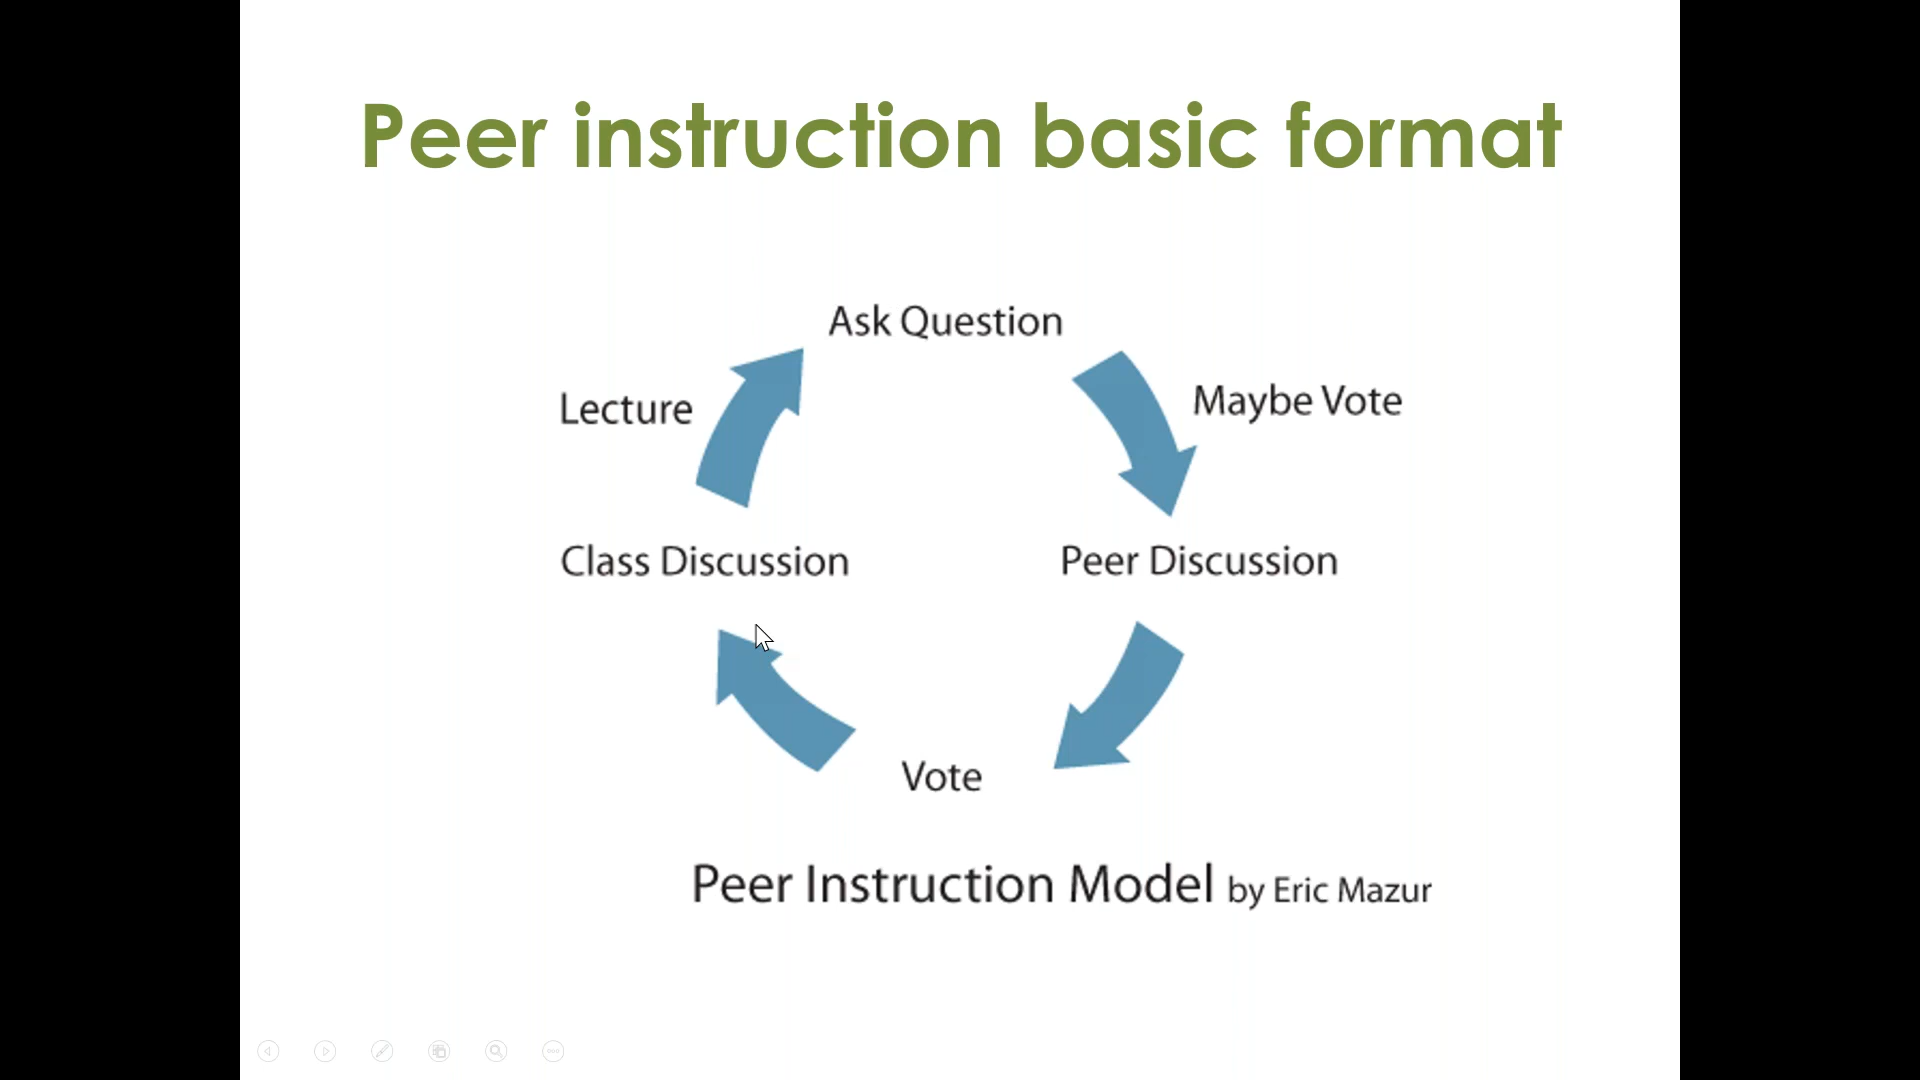 Peer instruction basic format
Ask Question
Lecture
Maybe Vote
Class Discussion
Peer Discussion
Vote
Peer Instruction Model by Eric Mazur